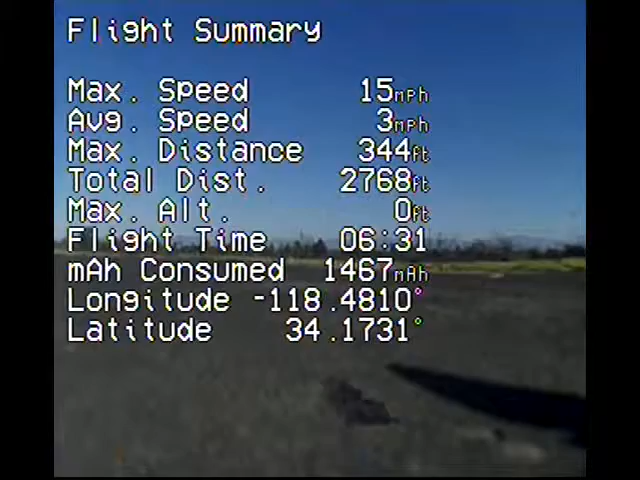 Flight Summary
Max. Speed 15mph
Avg. Speed 3mph
Max. Distance 344ft
Total Dist. 2768ft
Max. Alt. 0ft
Flight Time 06:31
mAh Consumed 1467mAh
Longitude -118.4810°
Latitude 34.1731°